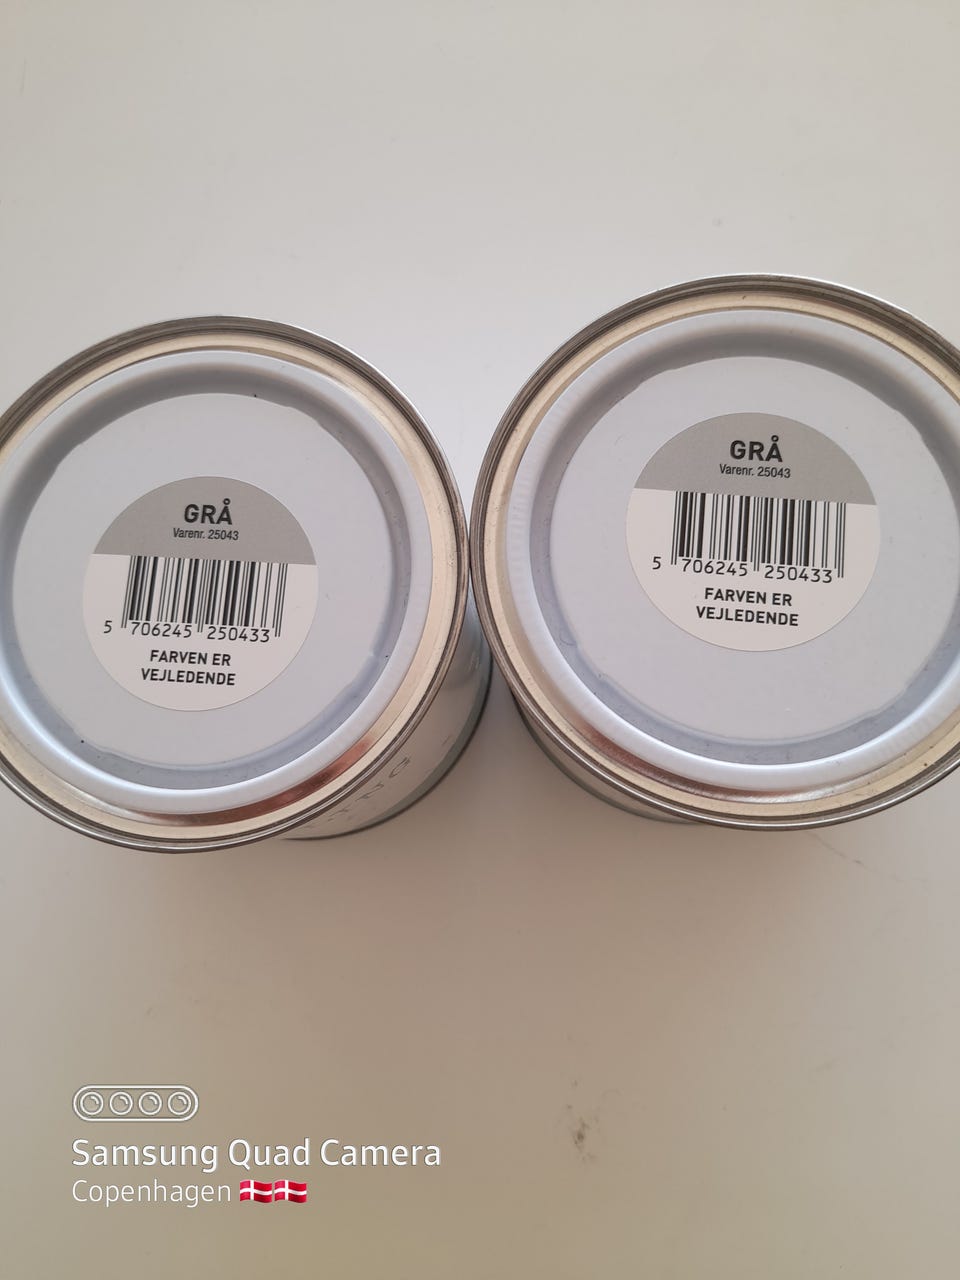 GRÅ
Varenr. 25043
5 706245 250433
FARVEN ER
VEJLEDENDE
GRÅ
Varenr. 25043
5 706245 250433
FARVEN ER
VEJLEDENDE
Samsung Quad Camera
Copenhagen 🇩🇰🇩🇰